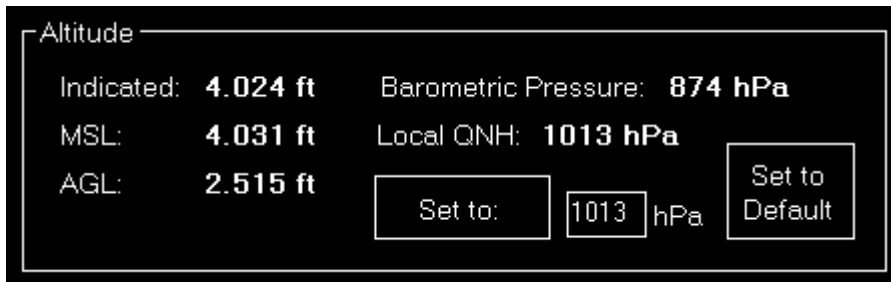 Altitude
Indicated: 4.024 ft Barometric Pressure: 874 hPa
MSL: 4.031 ft Local QNH: 1013 hPa
AGL: 2.515 ft
Set to: 1013 hPa
Set to
Default